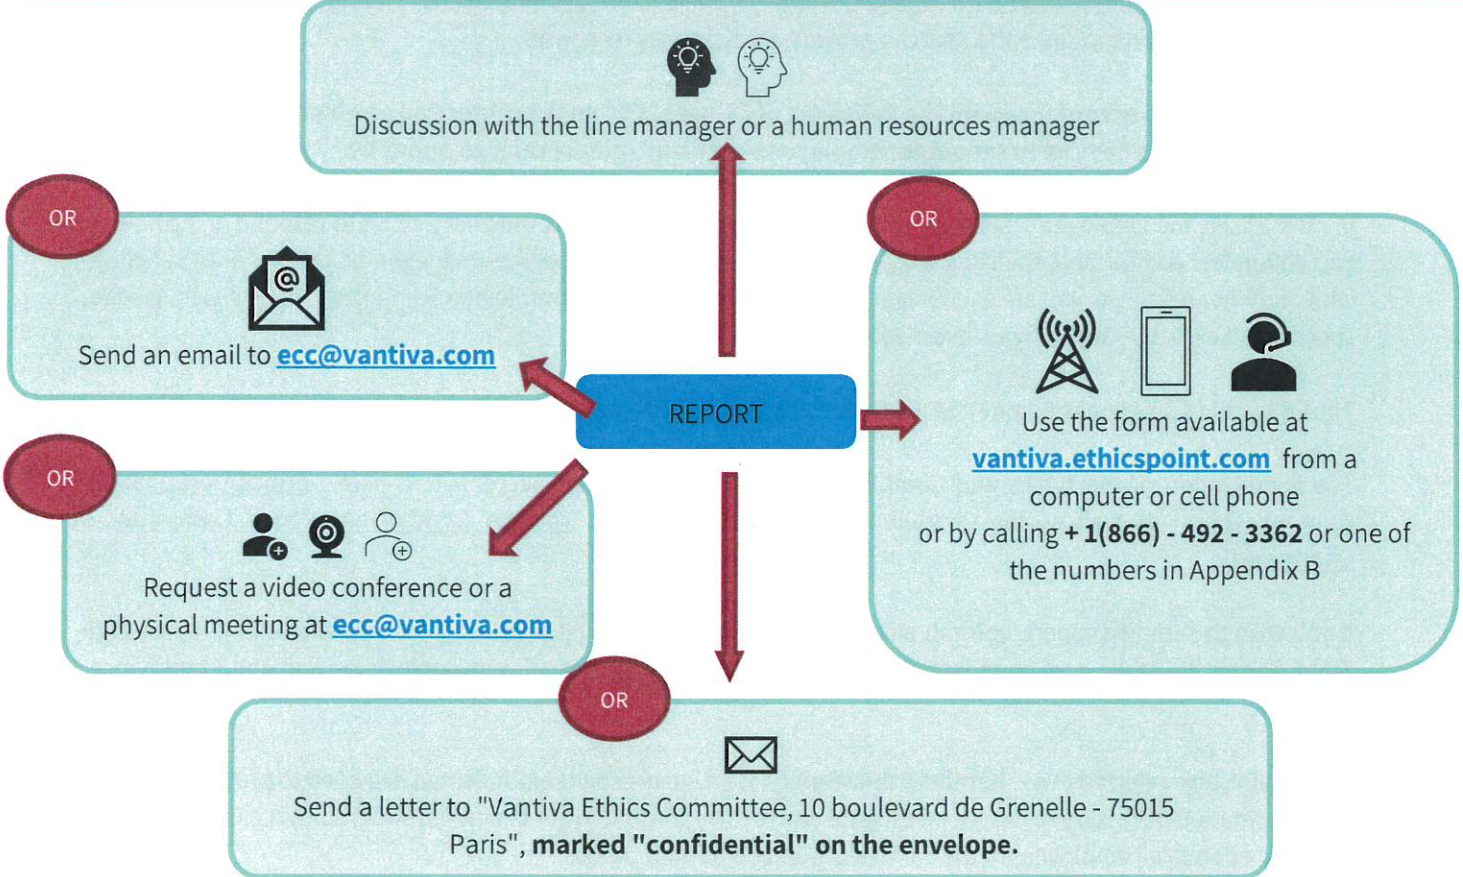 Discussion with the line manager or a human resources manager
OR
Send an email to ecc@vantiva.com
OR
Use the form available at
vantiva.ethicspoint.com from a
computer or cell phone
or by calling + 1(866) - 492 - 3362 or one of
the numbers in Appendix B
REPORT
OR
Request a video conference or a
physical meeting at ecc@vantiva.com
OR
Send a letter to "Vantiva Ethics Committee, 10 boulevard de Grenelle - 75015
Paris", marked "confidential" on the envelope.